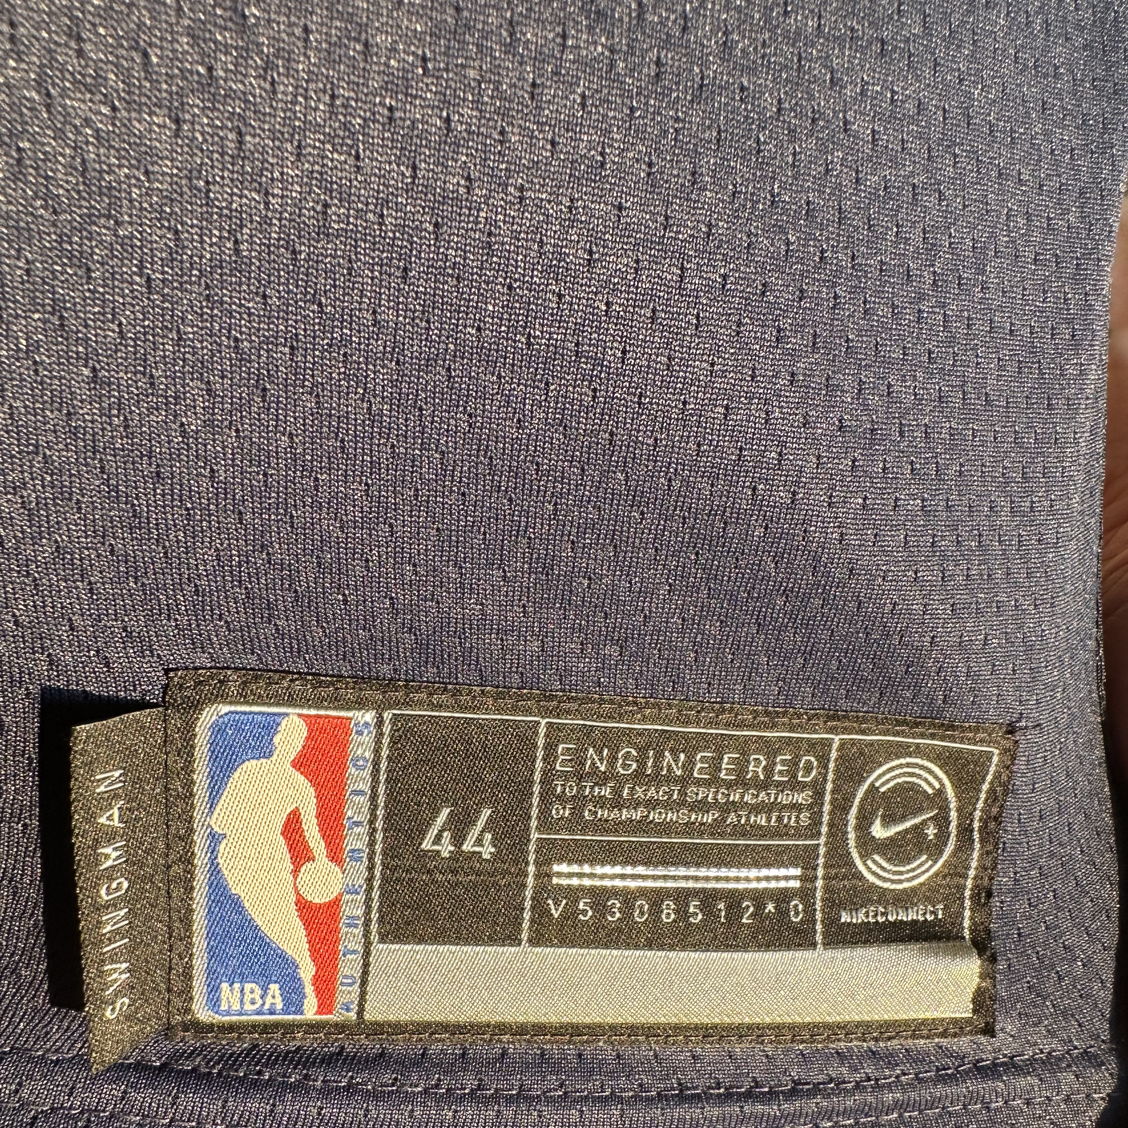 SWINGMAN
NBA
AUTHENTICS
44
ENGINEERED
TO THE EXACT SPECIFICATIONS
OF CHAMPIONSHIP ATHLETES
V5308512*0
NIKECONNECT